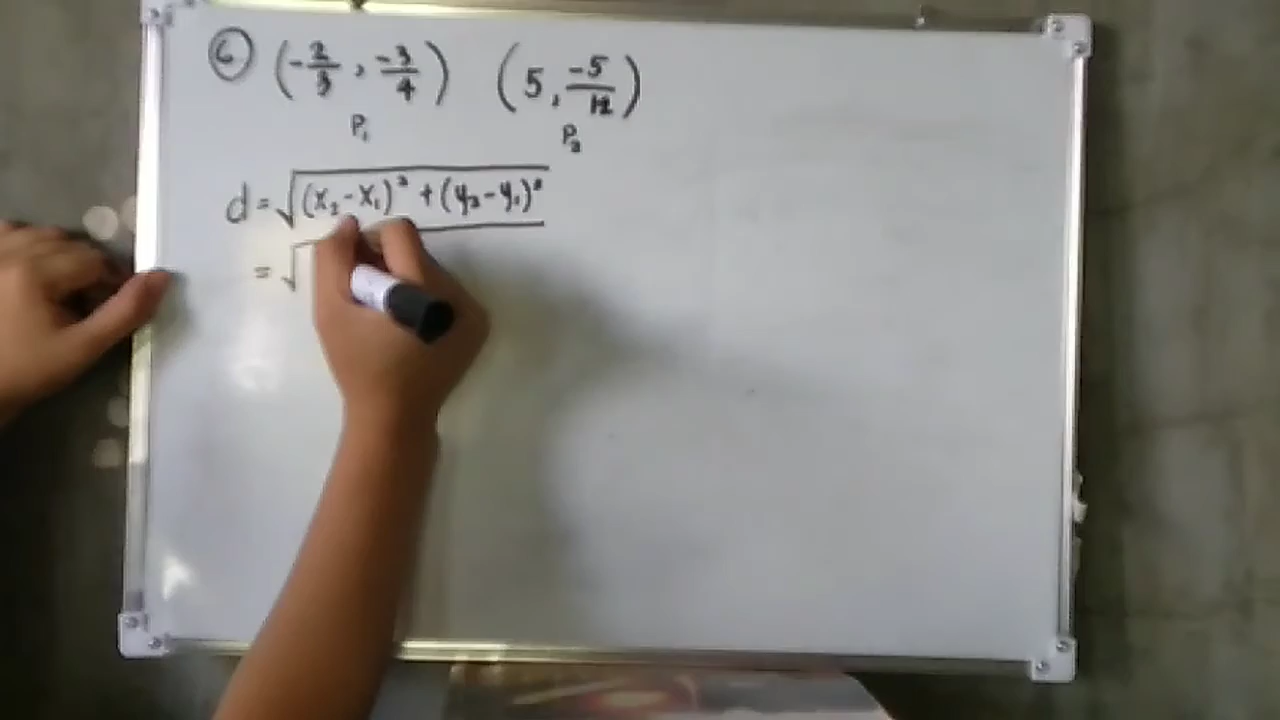 ⑥ (-2/3, -3/4) (5, -5/12)
P₁ P₂
d = √(x₂-x₁)² + (y₂-y₁)²
= √